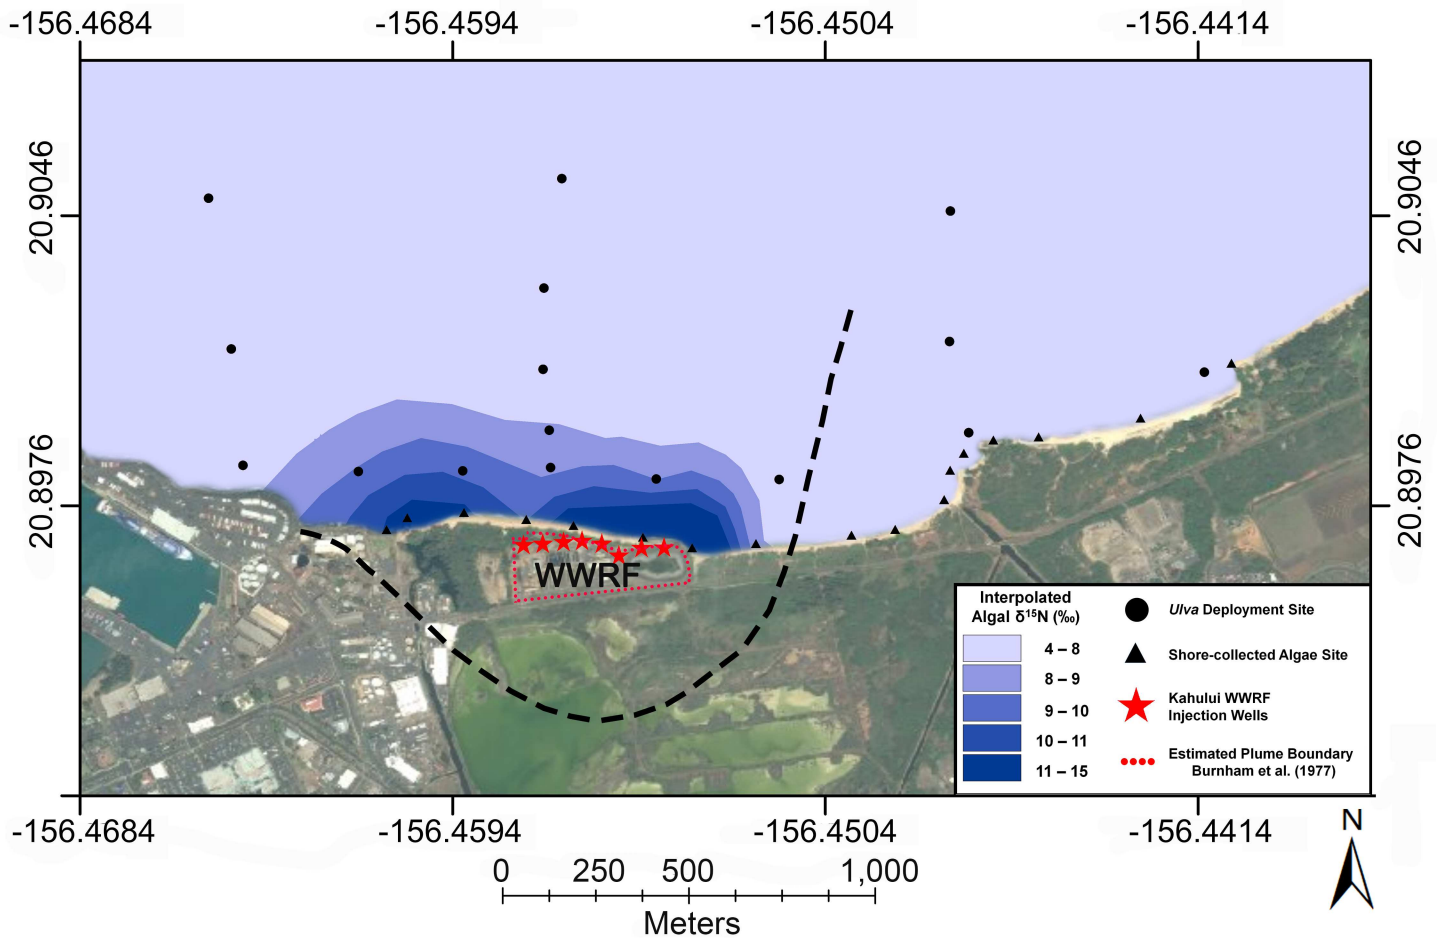 -156.4684 -156.4594 -156.4504 -156.4414
20.9046
20.9046
20.8976
20.8976
WWRF
Interpolated
Algal δ¹⁵N (‰)
4 – 8
8 – 9
9 – 10
10 – 11
11 – 15
Ulva Deployment Site
Shore-collected Algae Site
Kahului WWRF
Injection Wells
Estimated Plume Boundary
Burnham et al. (1977)
-156.4684 -156.4594 -156.4504 -156.4414
N
0 250 500 1,000
Meters